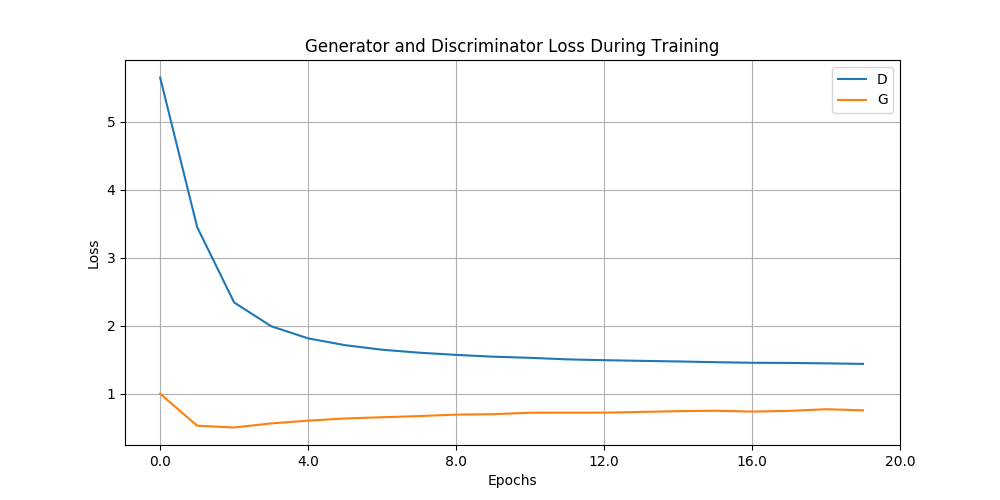 Generator and Discriminator Loss During Training
D
G
5
4
3
2
1
Loss
0.0 4.0 8.0 12.0 16.0 20.0
Epochs